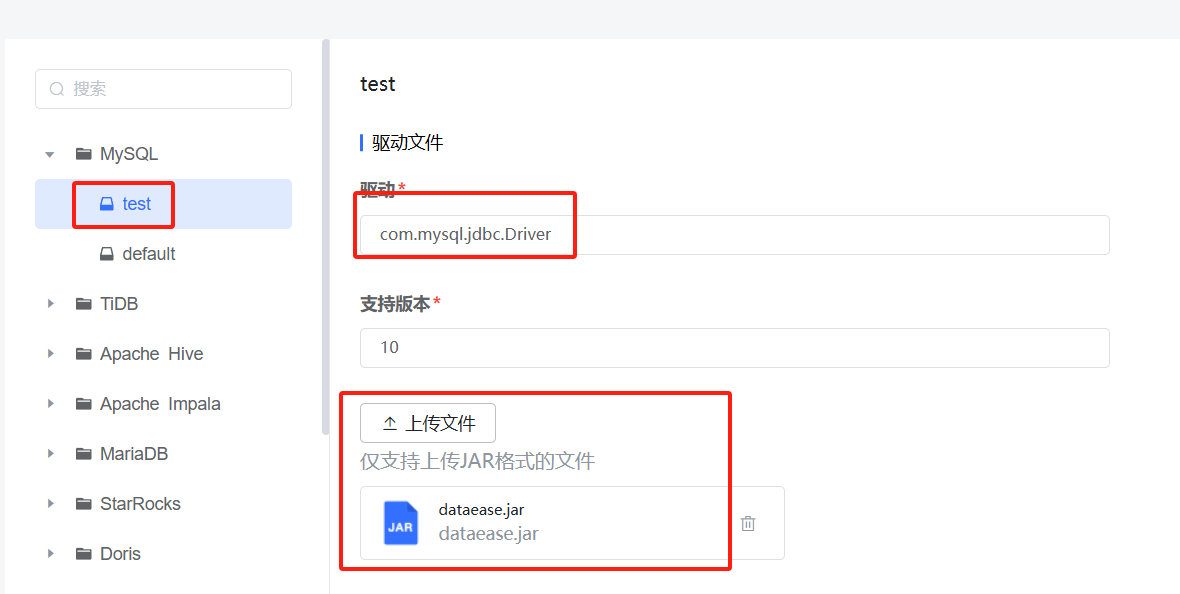 搜索
MySQL
test
default
TiDB
Apache Hive
Apache Impala
MariaDB
StarRocks
Doris
test
驱动文件
驱动*
com.mysql.jdbc.Driver
支持版本*
10
上传文件
仅支持上传JAR格式的文件
JAR
dataease.jar
dataease.jar